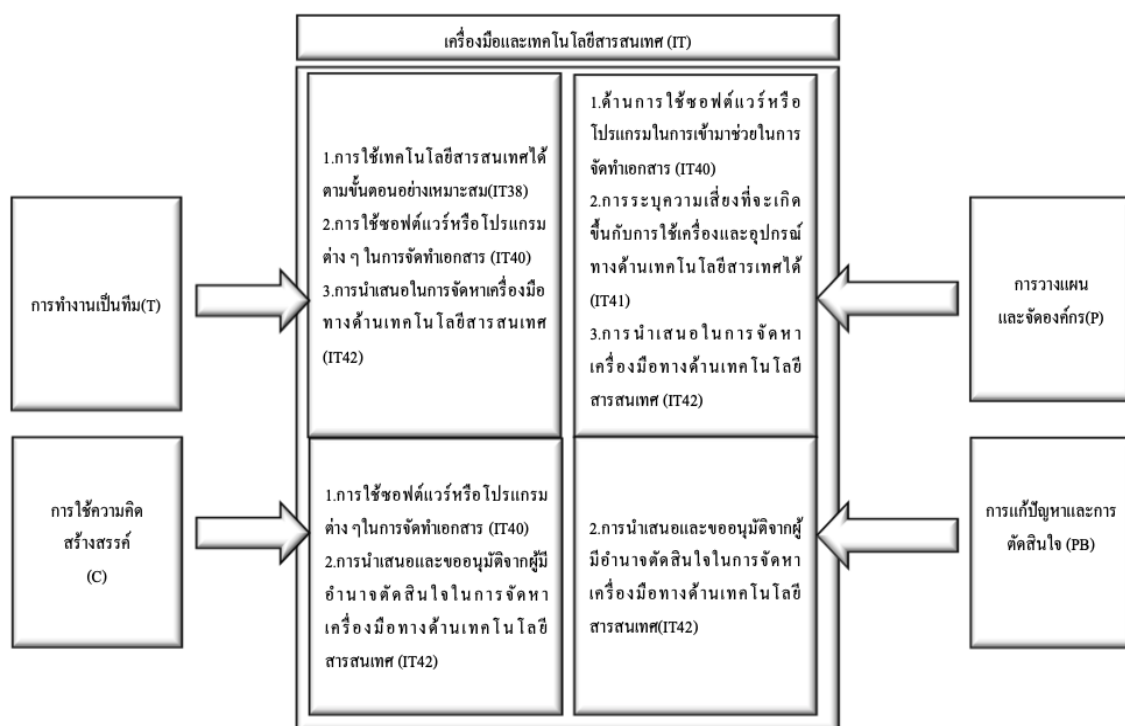 เครื่องมือและเทคโนโลยีสารสนเทศ (IT)
1.การใช้เทคโนโลยีสารสนเทศได้
ตามขั้นตอนอย่างเหมาะสม(IT38)
2.การใช้ซอฟต์แวร์หรือโปรแกรม
ต่าง ๆ ในการจัดทำเอกสาร (IT40)
3.การนำเสนอในการจัดหาเครื่องมือ
ทางด้านเทคโนโลยีสารสนเทศ
(IT42)
1.ด้านการใช้ซอฟต์แวร์หรือ
โปรแกรมในการเข้ามาช่วยในการ
จัดทำเอกสาร (IT40)
2.การระบุความเสี่ยงที่จะเกิด
ขึ้นกับการใช้เครื่องและอุปกรณ์
ทางด้านเทคโนโลยีสารเทศได้
(IT41)
3.การนำเสนอในการจัดหา
เครื่องมือทางด้านเทคโนโลยี
สารสนเทศ (IT42)
การทำงานเป็นทีม(T)
การวางแผน
และจัดองค์กร(P)
การใช้ความคิด
สร้างสรรค์
(C)
1.การใช้ซอฟต์แวร์หรือโปรแกรม
ต่าง ๆในการจัดทำเอกสาร (IT40)
2.การนำเสนอและขออนุมัติจากผู้มี
อำนาจตัดสินใจในการจัดหา
เครื่องมือทางด้านเทคโนโลยี
สารสนเทศ (IT42)
2.การนำเสนอและขออนุมัติจากผู้
มีอำนาจตัดสินใจในการจัดหา
เครื่องมือทางด้านเทคโนโลยี
สารสนเทศ(IT42)
การแก้ปัญหาและการ
ตัดสินใจ (PB)